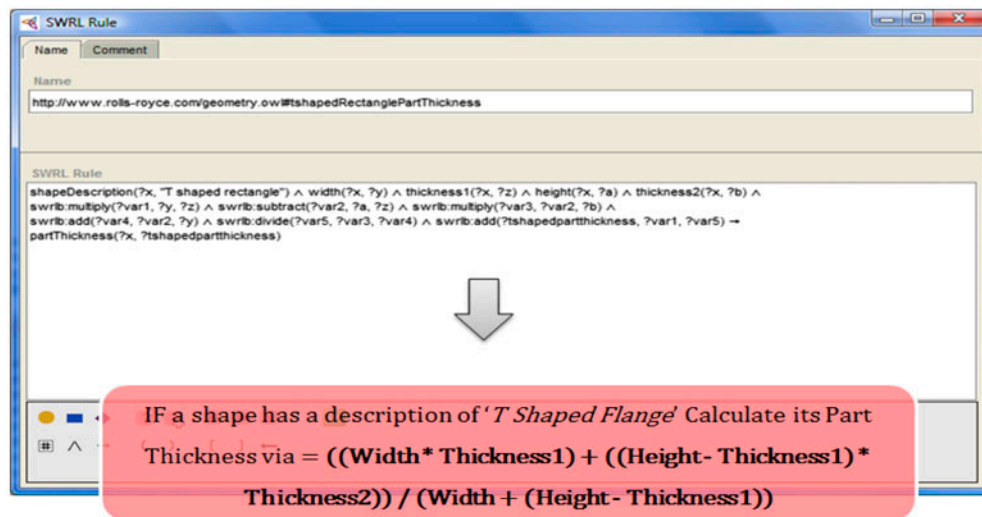 SWRL Rule
Name Comment
Name
http://www.rolls-royce.com/geometry.owl#tshapedRectanglePartThickness
SWRL Rule
shapeDescription(?x, "T shaped rectangle") ∧ width(?x, ?y) ∧ thickness1(?x, ?z) ∧ height(?x, ?a) ∧ thickness2(?x, ?b) ∧
swrlb:multiply(?var1, ?y, ?z) ∧ swrlb:subtract(?var2, ?a, ?z) ∧ swrlb:multiply(?var3, ?var2, ?b) ∧
swrlb:add(?var4, ?var2, ?y) ∧ swrlb:divide(?var5, ?var3, ?var4) ∧ swrlb:add(?tshapedpartthickness, ?var1, ?var5) →
partThickness(?x, ?tshapedpartthickness)
IF a shape has a description of ‘T Shaped Flange’ Calculate its Part
Thickness via = ((Width* Thickness1) + ((Height- Thickness1) *
Thickness2)) / (Width + (Height- Thickness1))